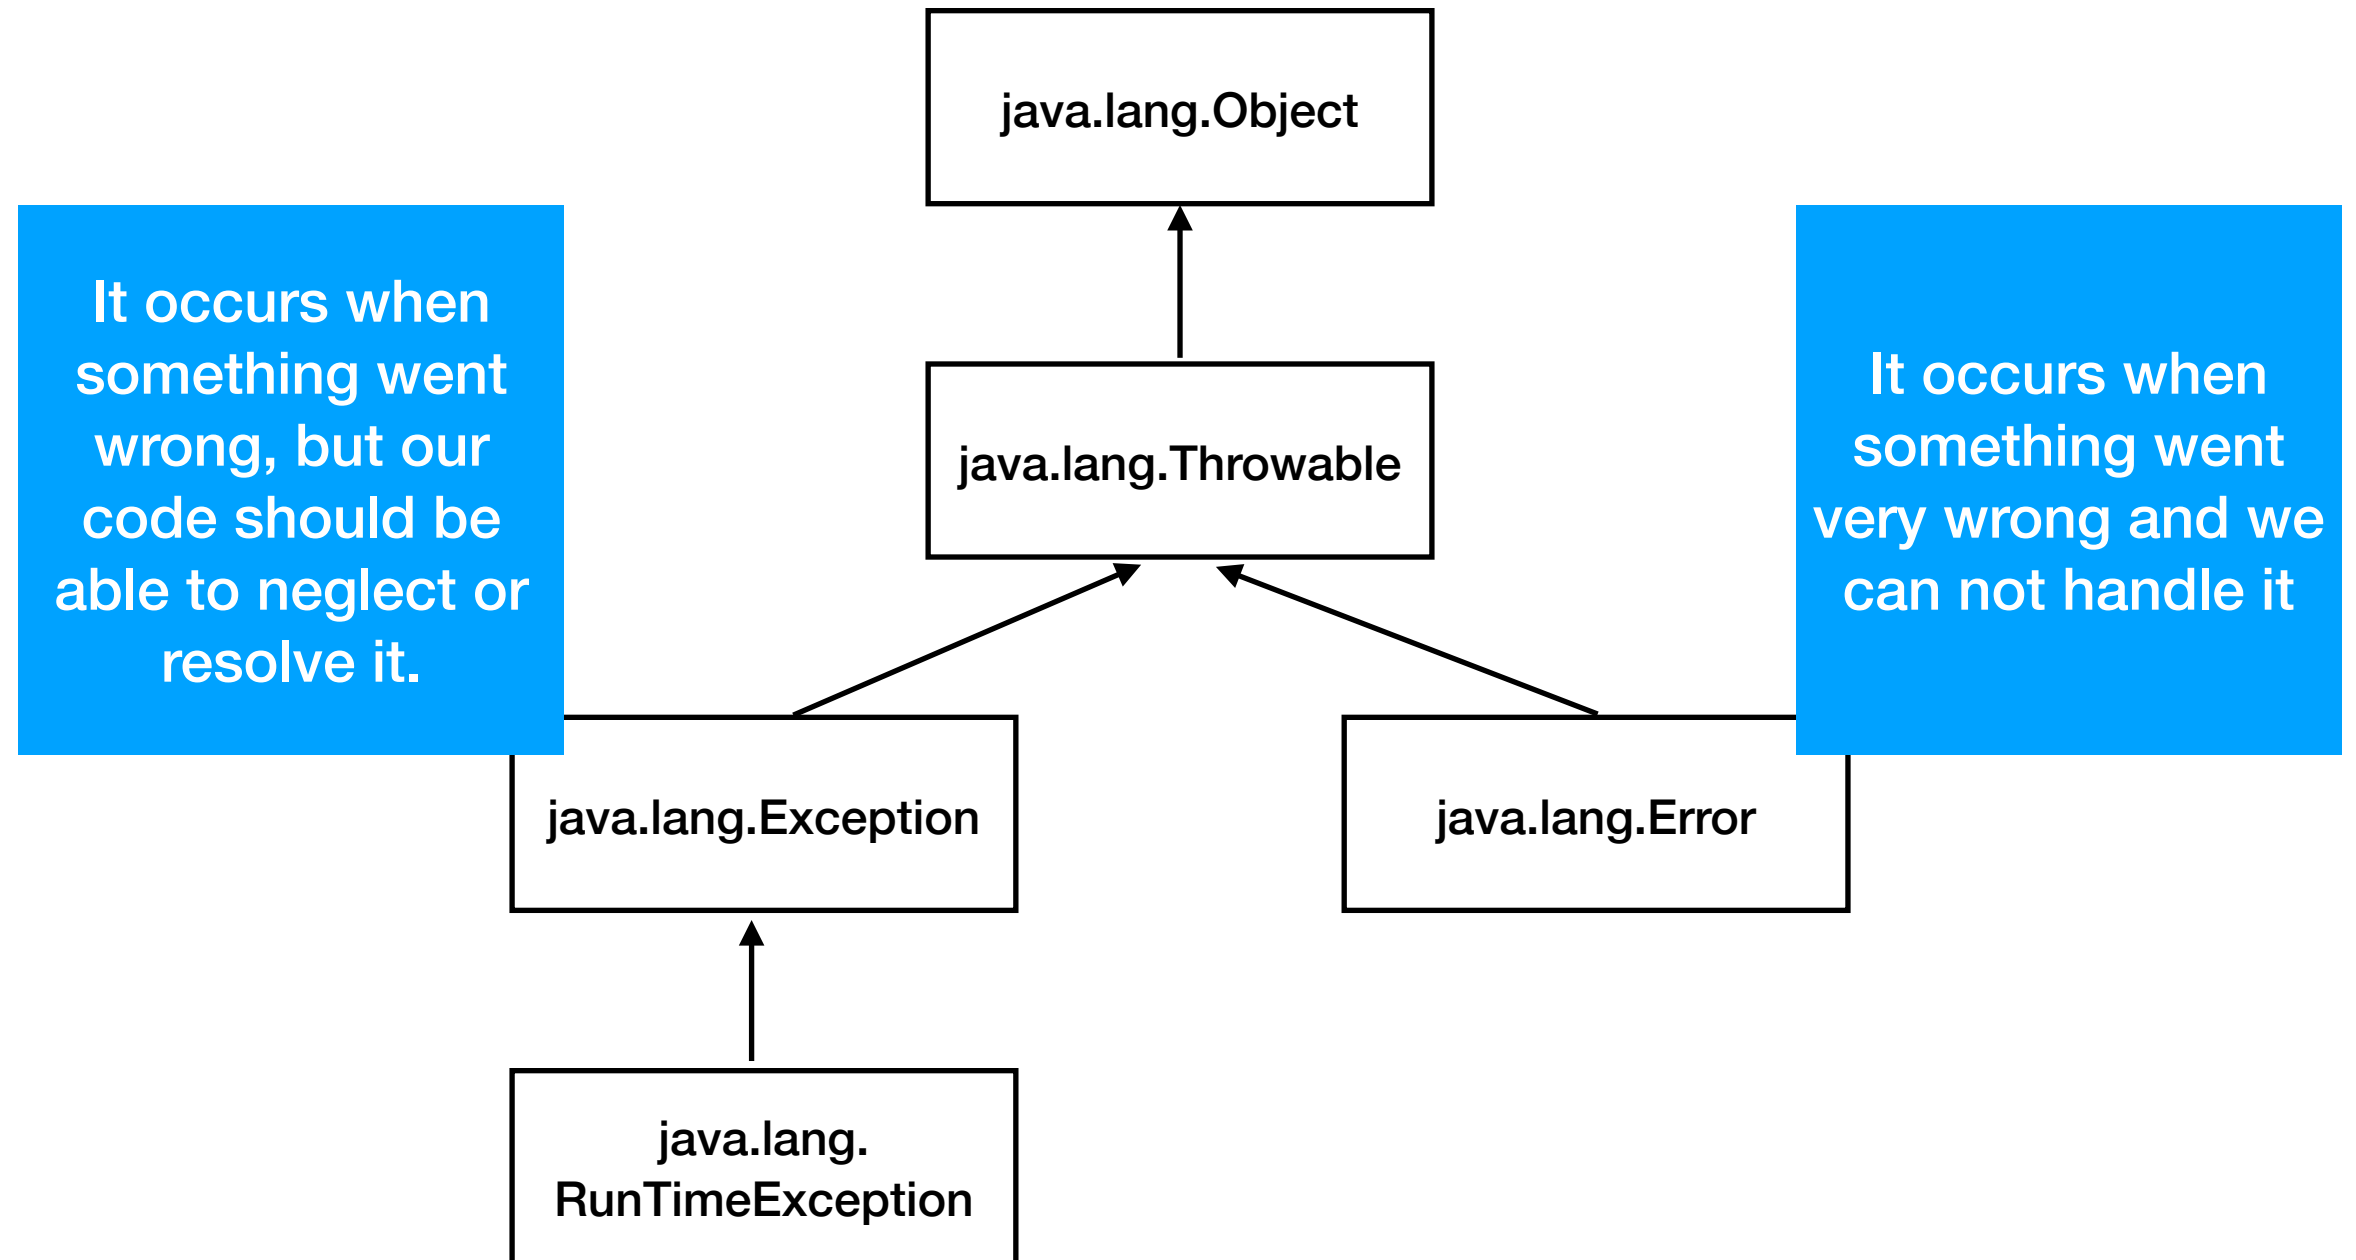 java.lang.Object
It occurs when
something went
wrong, but our
code should be
able to neglect or
resolve it.
java.lang.Throwable
It occurs when
something went
very wrong and we
can not handle it
java.lang.Exception
java.lang.Error
java.lang.
RunTimeException